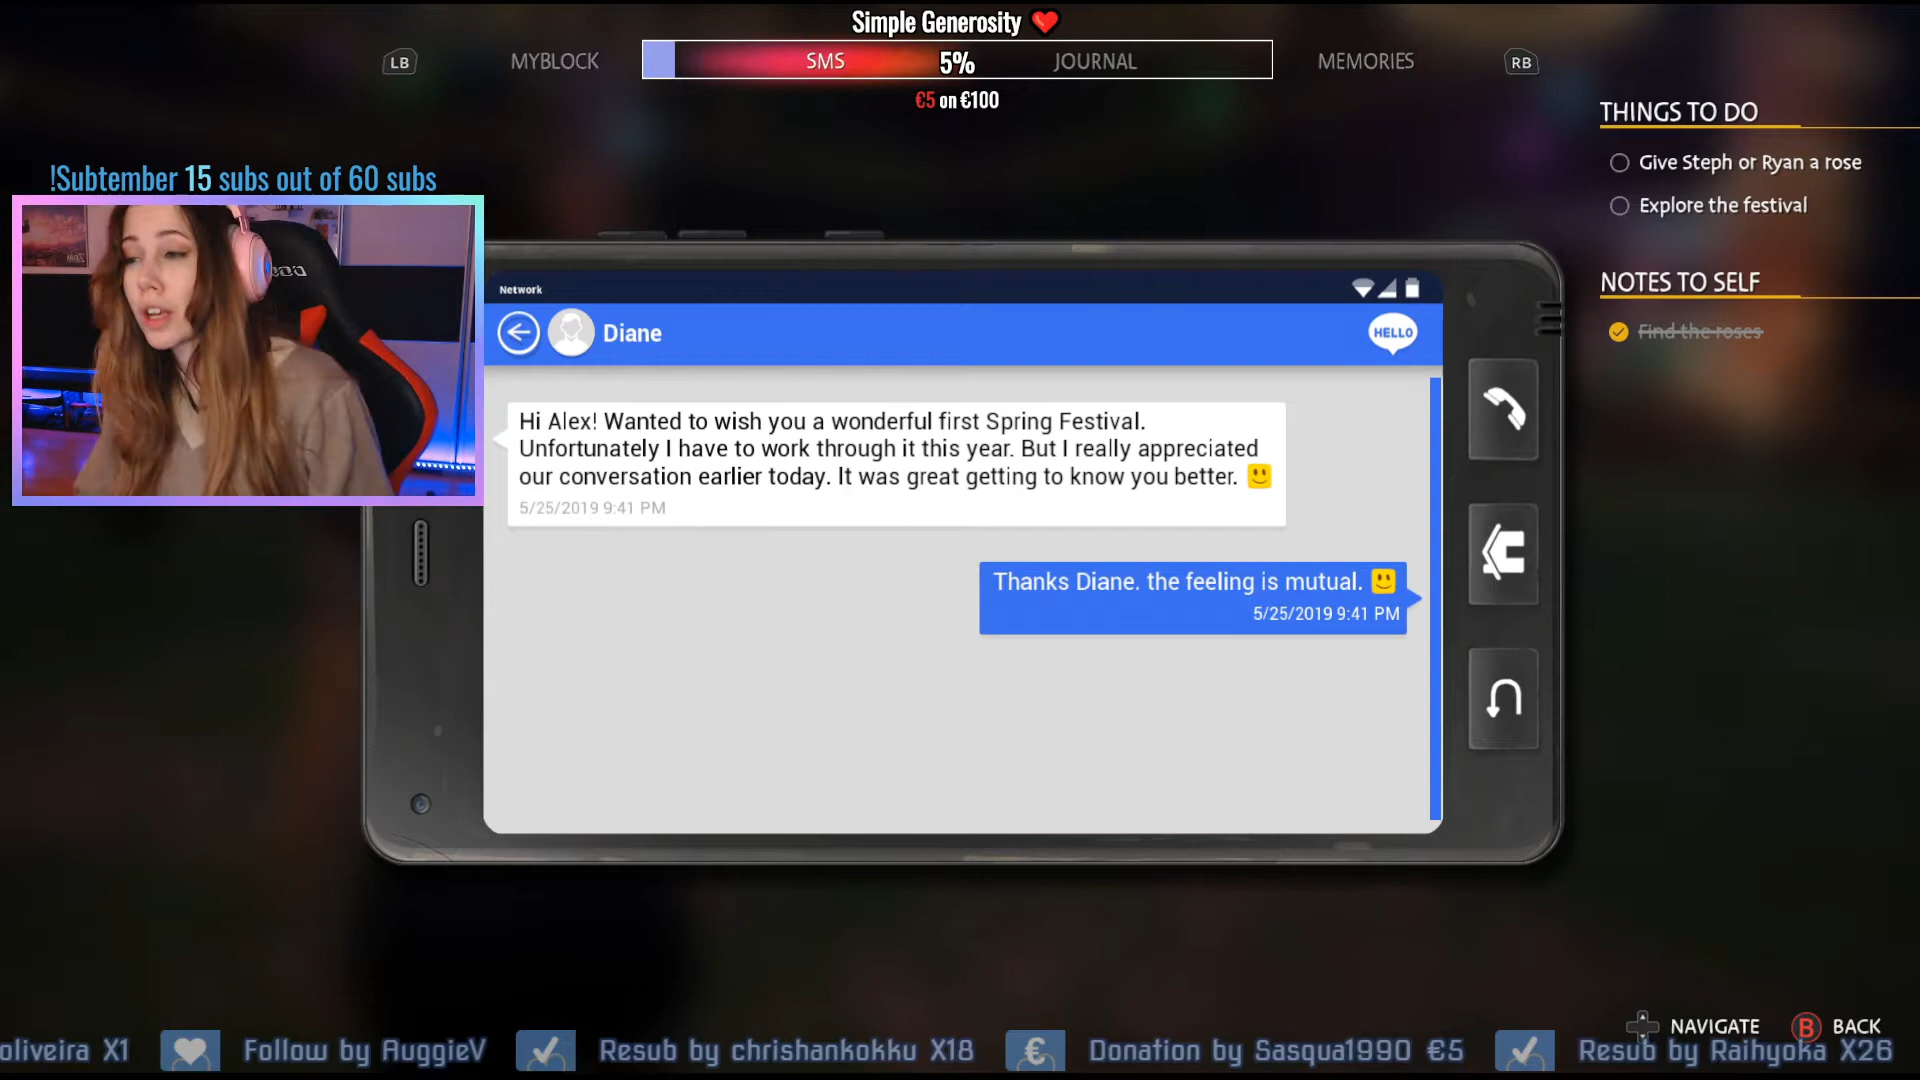 Simple Generosity
LB
MYBLOCK
SMS
5%
JOURNAL
MEMORIES
RB
€5 on €100
THINGS TO DO
Give Steph or Ryan a rose
Explore the festival
NOTES TO SELF
Find the roses
!Subtember 15 subs out of 60 subs
Network
Diane
HELLO
Hi Alex! Wanted to wish you a wonderful first Spring Festival.
Unfortunately I have to work through it this year. But I really appreciated
our conversation earlier today. It was great getting to know you better.
5/25/2019 9:41 PM
Thanks Diane. the feeling is mutual.
5/25/2019 9:41 PM
NAVIGATE
B BACK
oliveira X1
Follow by AuggieV
Resub by chrishankokku X18
€
Donation by Sasqua1990 €5
Resub by Raihyoka X26